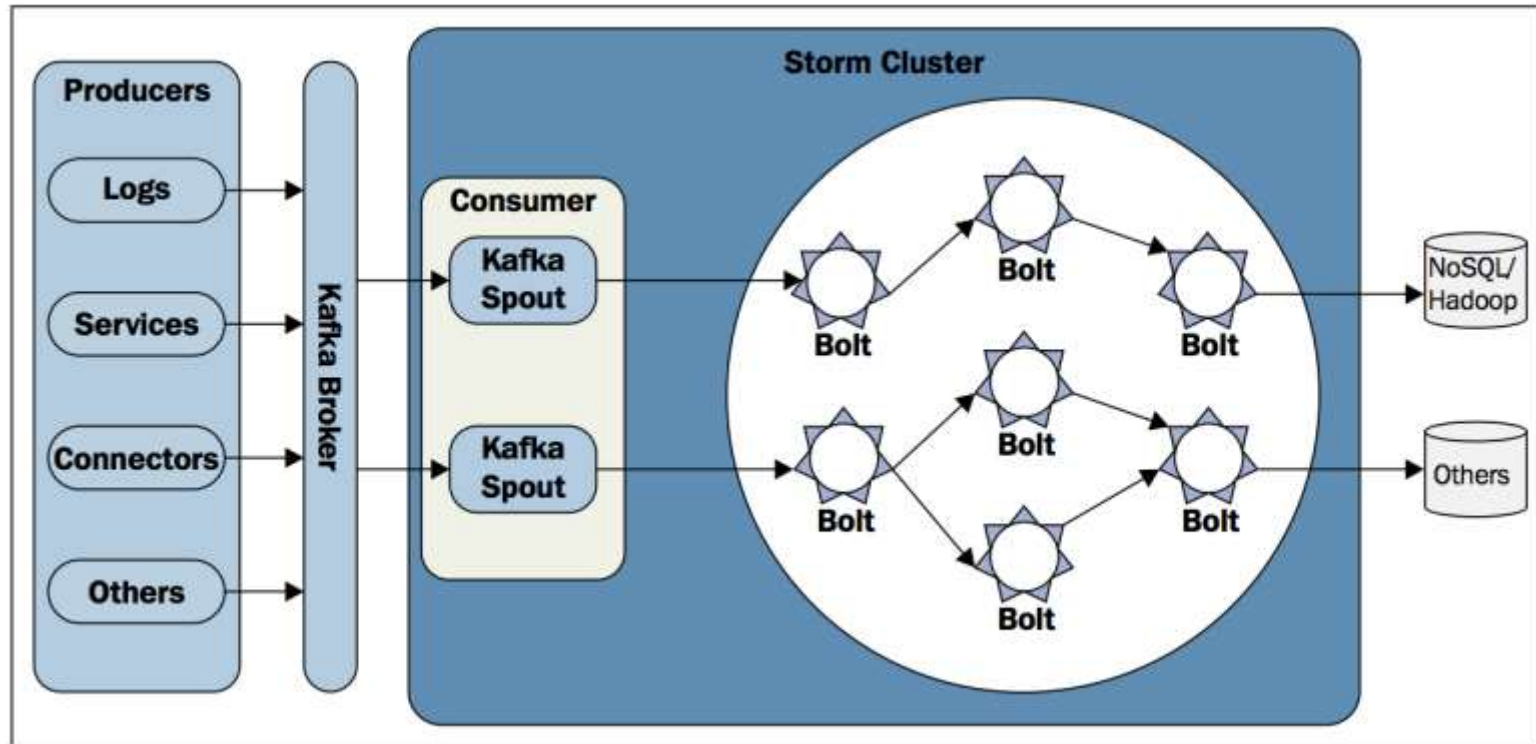 Storm Cluster
Producers
Logs
Services
Connectors
Others
Kafka Broker
Consumer
Kafka
Spout
Kafka
Spout
Bolt
Bolt
Bolt
Bolt
Bolt
Bolt
Bolt
NoSQL/
Hadoop
Others